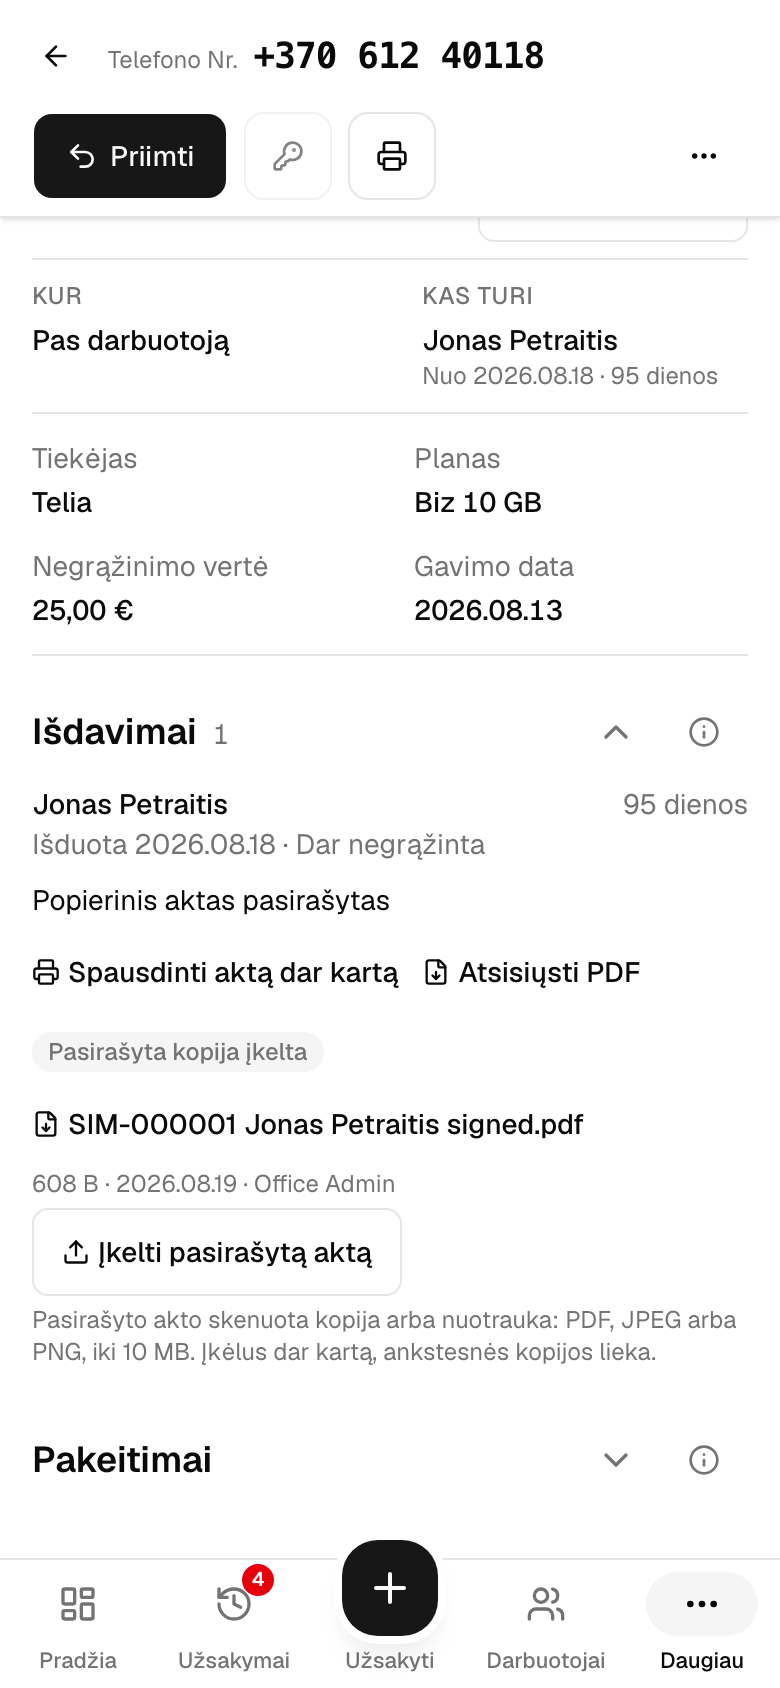 Telefono Nr. +370 612 40118
Priimti
KUR
KAS TURI
Pas darbuotoją
Jonas Petraitis
Nuo 2026.08.18 · 95 dienos
Tiekėjas
Planas
Telia
Biz 10 GB
Negrąžinimo vertė
Gavimo data
25,00 €
2026.08.13
Išdavimai 1
Jonas Petraitis
95 dienos
Išduota 2026.08.18 · Dar negrąžinta
Popierinis aktas pasirašytas
Spausdinti aktą dar kartą
Atsisiųsti PDF
Pasirašyta kopija įkelta
SIM-000001 Jonas Petraitis signed.pdf
608 B · 2026.08.19 · Office Admin
Įkelti pasirašytą aktą
Pasirašyto akto skenuota kopija arba nuotrauka: PDF, JPEG arba
PNG, iki 10 MB. Įkėlus dar kartą, ankstesnės kopijos lieka.
Pakeitimai
4
Pradžia
Užsakymai
Užsakyti
Darbuotojai
Daugiau